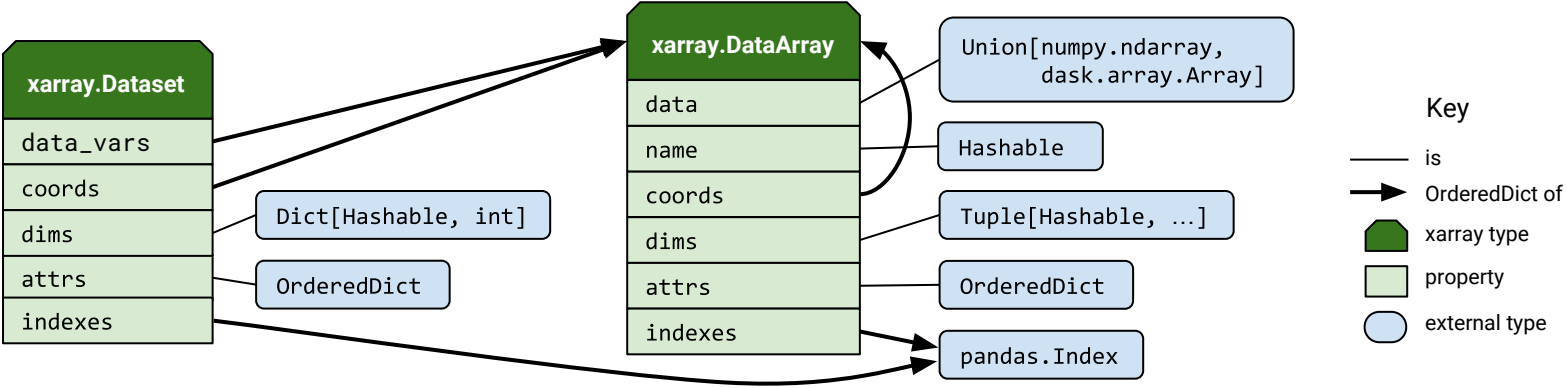 xarray.Dataset
data_vars
coords
dims
attrs
indexes
Dict[Hashable, int]
OrderedDict
xarray.DataArray
data
name
coords
dims
attrs
indexes
Union[numpy.ndarray,
dask.array.Array]
Hashable
Tuple[Hashable, ...]
OrderedDict
pandas.Index
Key
is
OrderedDict of
xarray type
property
external type